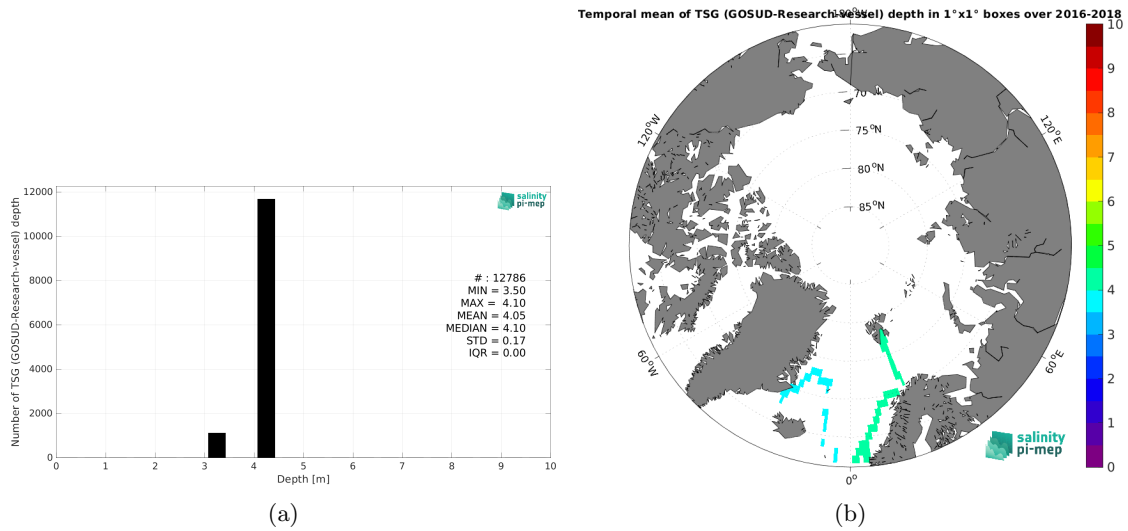 Temporal mean of TSG (GOSUD-Research-vessel) depth in 1°x1° boxes over 2016-2018
12000
10000
8000
6000
4000
2000
0
Number of TSG (GOSUD-Research-vessel) depth
salinity
pi-mep
# : 12786
MIN = 3.50
MAX = 4.10
MEAN = 4.05
MEDIAN = 4.10
STD = 0.17
IQR = 0.00
0 1 2 3 4 5 6 7 8 9 10
Depth [m]
(a)
180°W
120°W
120°E
70
75°N
80°N
85°N
60°W
60°E
0°
salinity
pi-mep
10
9
8
7
6
5
4
3
2
1
0
(b)